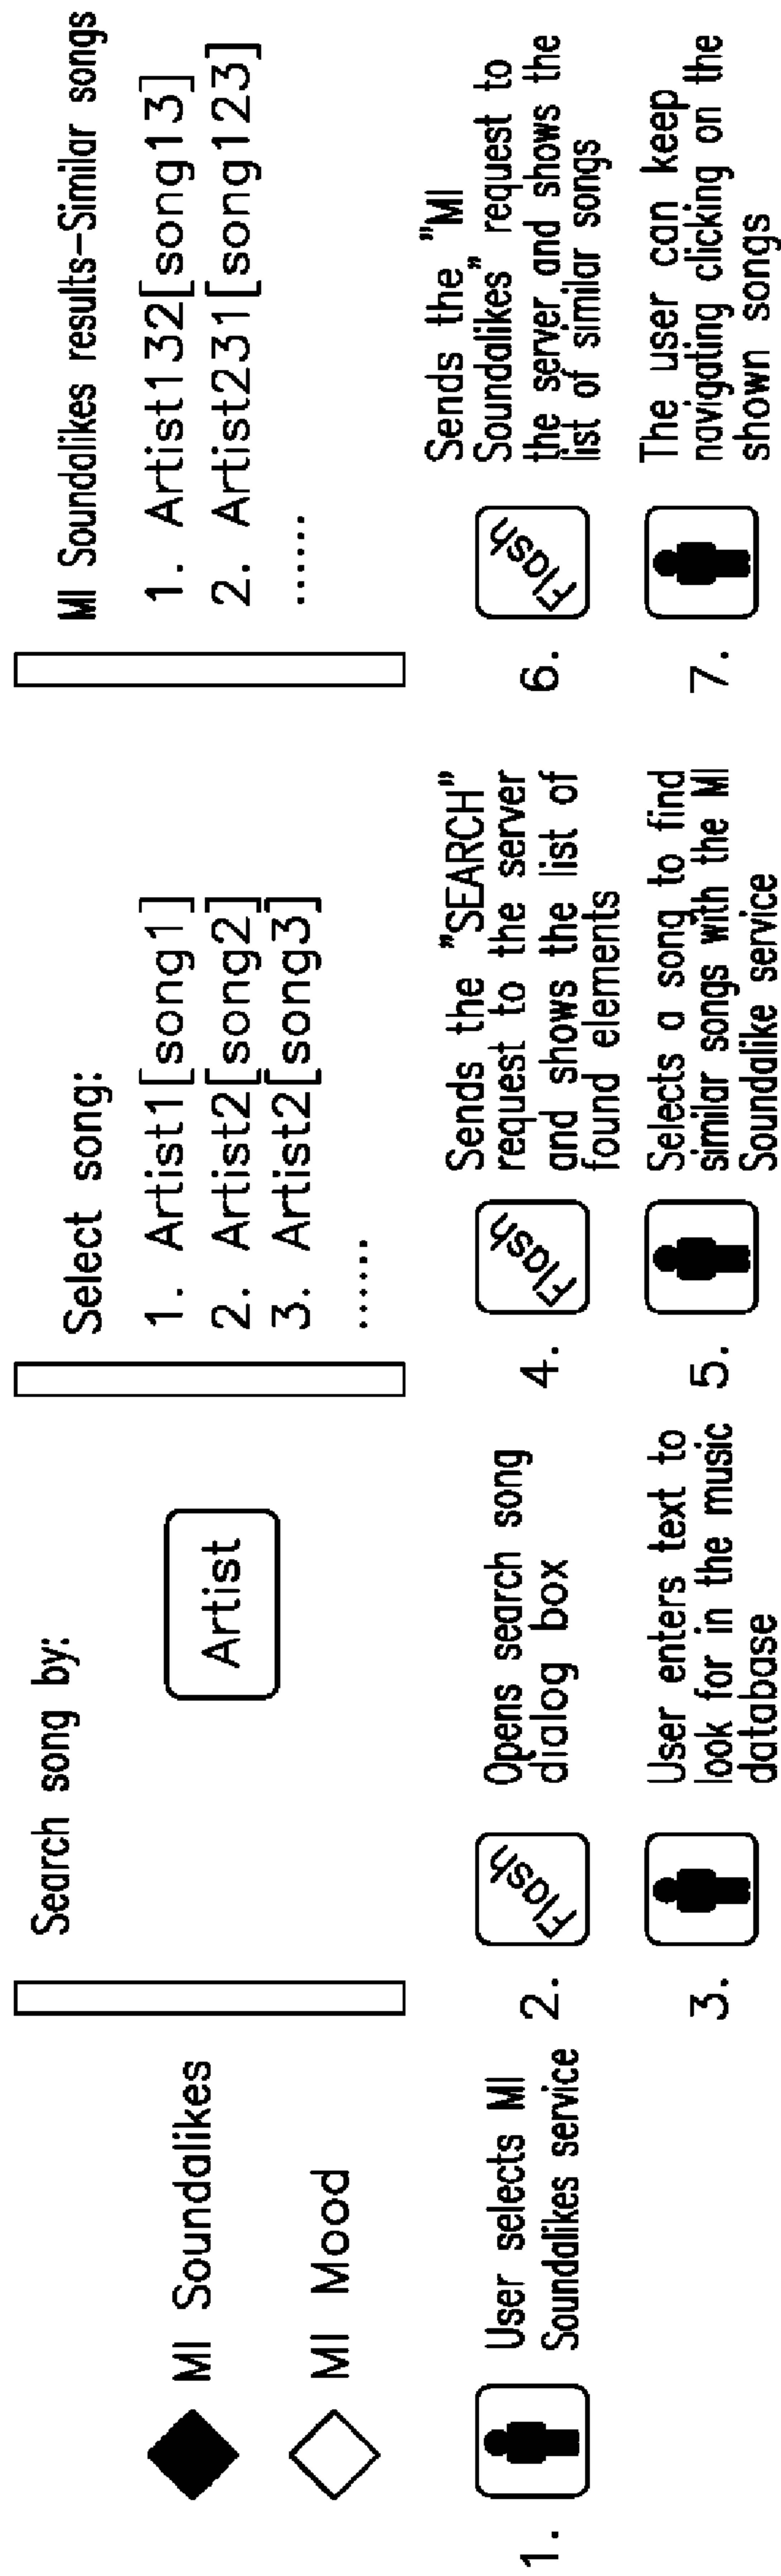 MI Soundalikes
MI Mood
1.
User selects MI
Soundalikes service
Search song by:
Artist
2. Flash
Opens search song
dialog box
3.
User enters text to
look for in the music
database
Select song:
1. Artist1[song1]
2. Artist2[song2]
3. Artist2[song3]
......
4. Flash
Sends the "SEARCH"
request to the server
and shows the list of
found elements
5.
Selects a song to find
similar songs with the MI
Soundalike service
MI Soundalikes results-Similar songs
1. Artist132[song13]
2. Artist231[song123]
......
6. Flash
Sends the "MI
Soundalikes" request to
the server and shows the
list of similar songs
7.
The user can keep
navigating clicking on the
shown songs